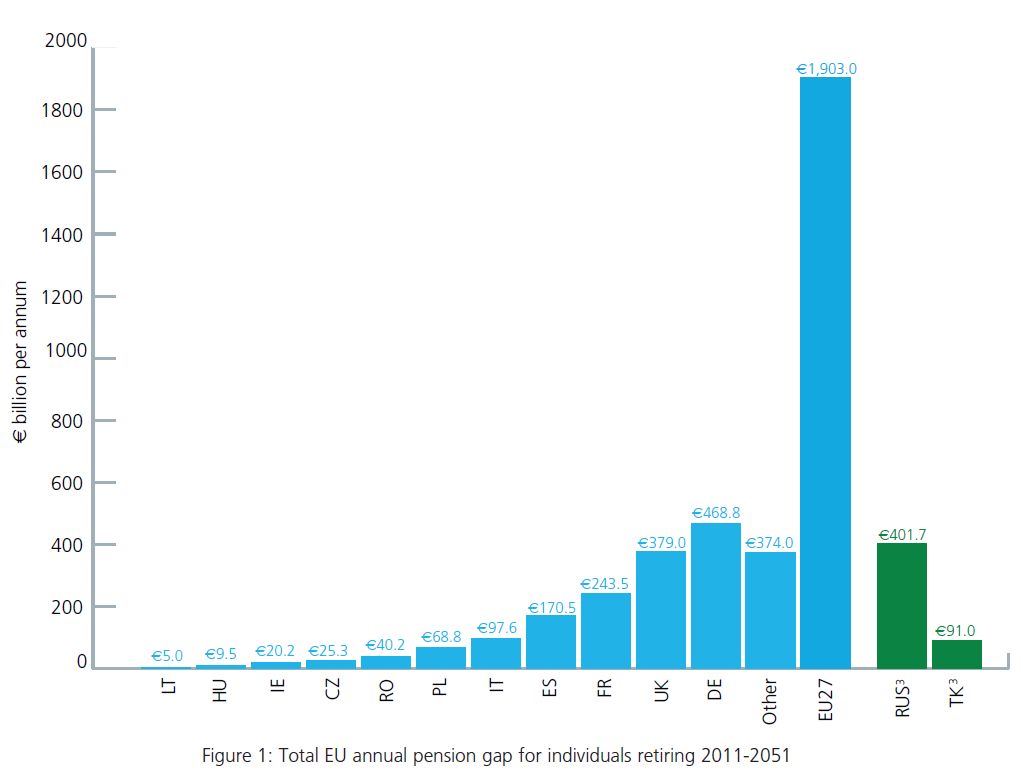 2000
1800
1600
1400
1200
1000
800
600
400
200
0
€ billion per annum
€5.0
€9.5
€20.2
€25.3
€40.2
€68.8
€97.6
€170.5
€243.5
€379.0
€468.8
€374.0
€1,903.0
€401.7
€91.0
LT
HU
IE
CZ
RO
PL
IT
ES
FR
UK
DE
Other
EU27
RUS³
TK³
Figure 1: Total EU annual pension gap for individuals retiring 2011-2051